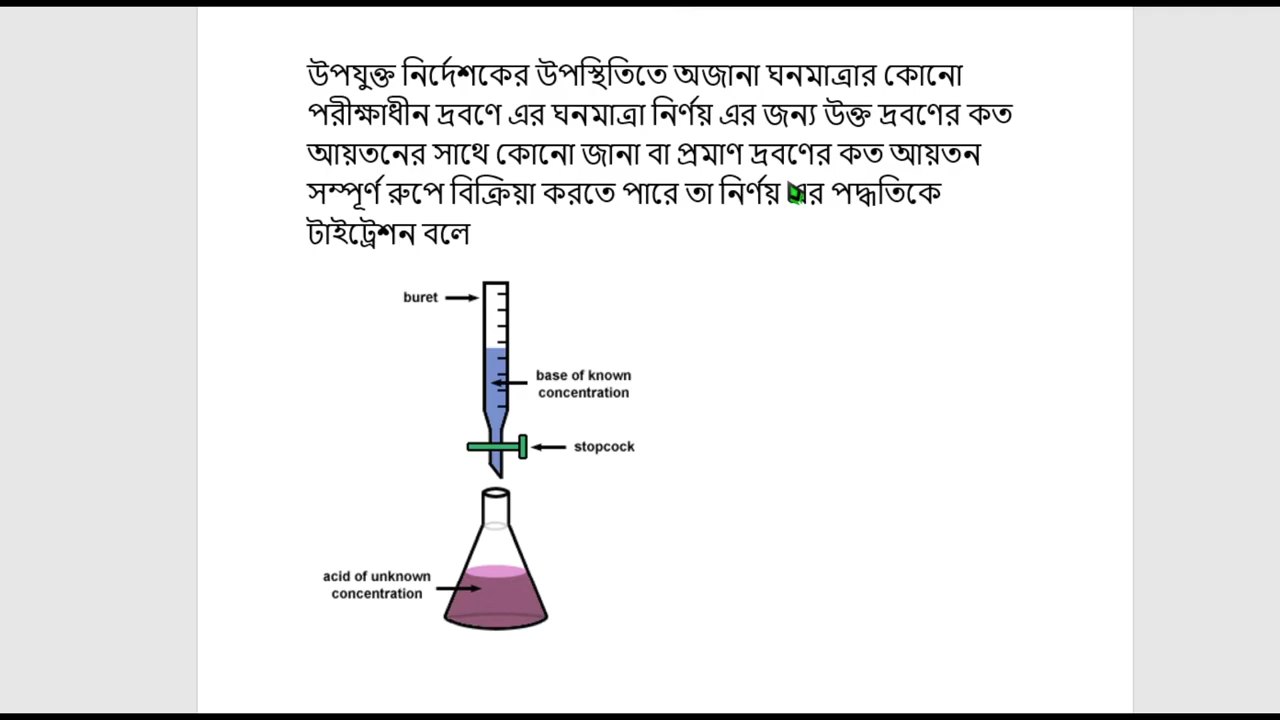 উপযুক্ত নির্দেশকের উপস্থিতিতে অজানা ঘনমাত্রার কোনো
পরীক্ষাধীন দ্রবণে এর ঘনমাত্রা নির্ণয় এর জন্য উক্ত দ্রবণের কত
আয়তনের সাথে কোনো জানা বা প্রমাণ দ্রবণের কত আয়তন
সম্পূর্ণ রুপে বিক্রিয়া করতে পারে তা নির্ণয় এর পদ্ধতিকে
টাইট্রেশন বলে
buret
base of known
concentration
stopcock
acid of unknown
concentration